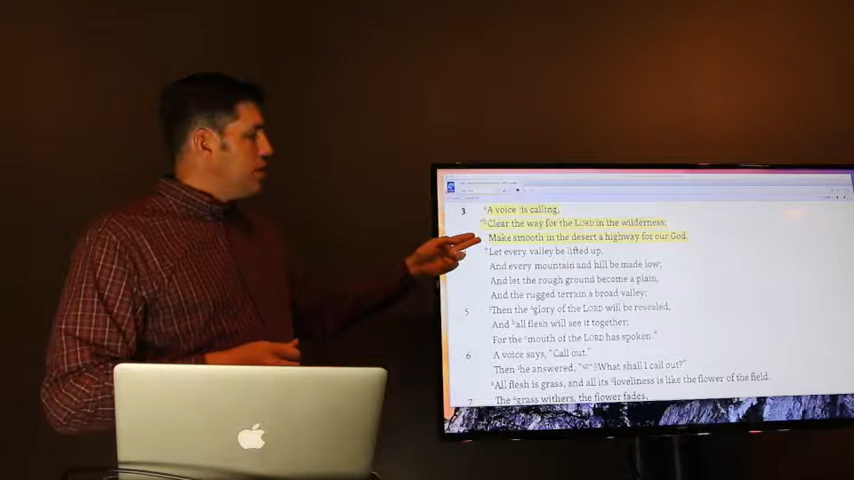 3 "A voice is calling,
"Clear the way for the LORD in the wilderness;
Make smooth in the desert a highway for our God.
"Let every valley be lifted up,
And every mountain and hill be made low;
And let the rough ground become a plain,
And the rugged terrain a broad valley;
5 Then the glory of the LORD will be revealed,
And all flesh will see it together;
For the mouth of the LORD has spoken."
6 A voice says, "Call out."
Then he answered, "What shall I call out?"
All flesh is grass, and all its loveliness is like the flower of the field.
7 The grass withers, the flower fades,